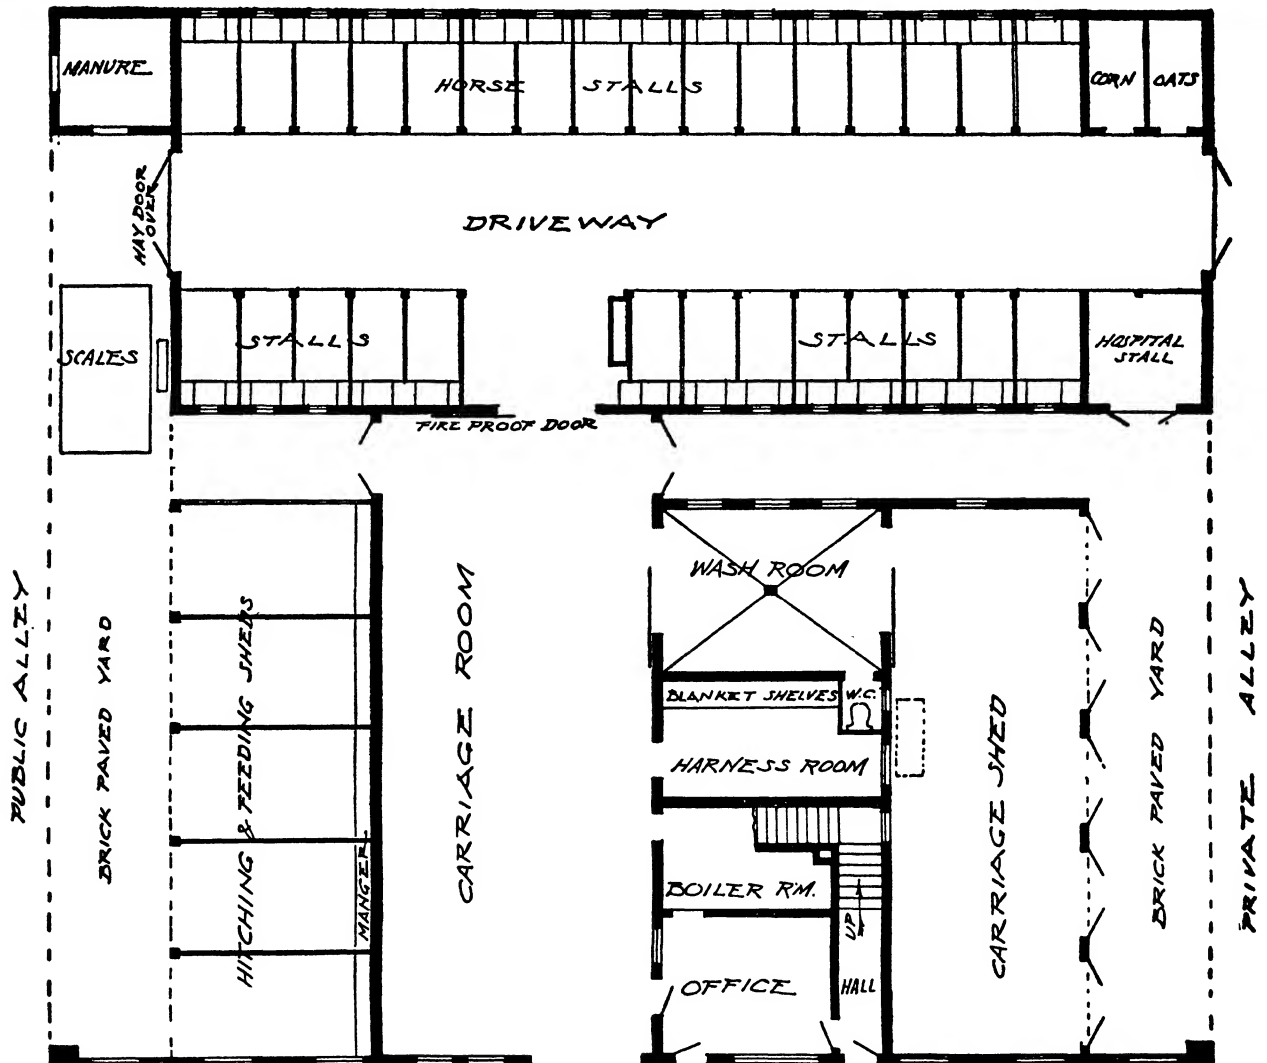 MANURE
HORSE STALLS
CORN
OATS
HAY DOOR
OVER
DRIVEWAY
SCALES
STALLS
STALLS
HOSPITAL
STALL
FIRE PROOF DOOR
PUBLIC ALLEY
BRICK PAVED YARD
HITCHING & FEEDING SHEDS
MANGER
CARRIAGE ROOM
WASH ROOM
BLANKET SHELVES
W.C.
HARNESS ROOM
BOILER R'M.
UP
OFFICE
HALL
CARRIAGE SHED
BRICK PAVED YARD
PRIVATE ALLEY